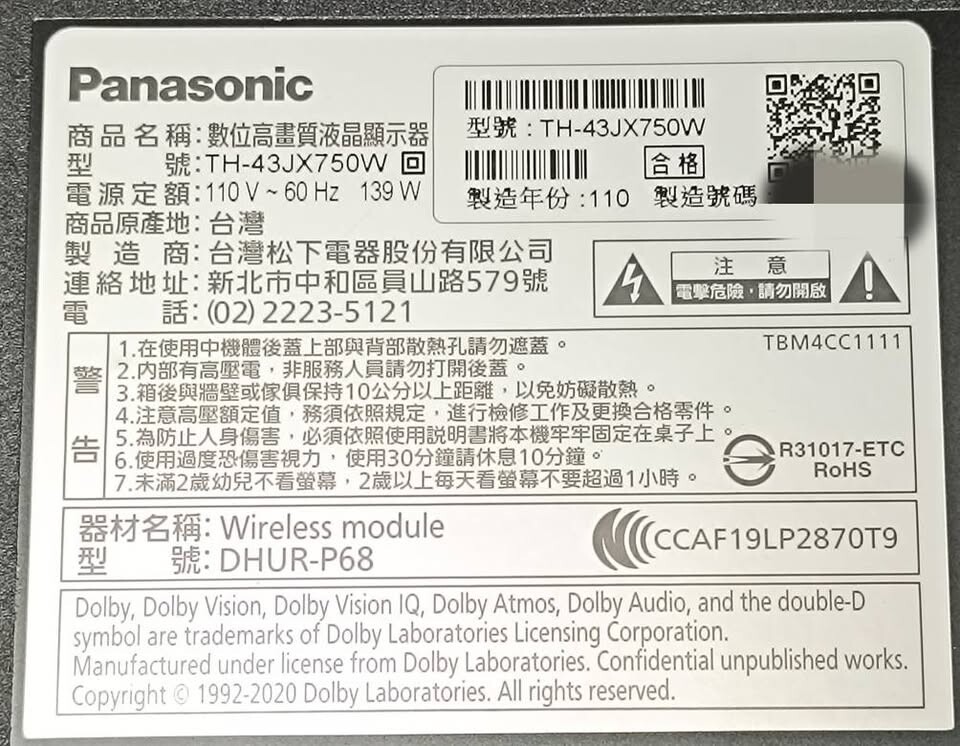 Panasonic
商品名稱:數位高畫質液晶顯示器
型號:TH-43JX750W
電源定額:110 V ~ 60 Hz 139 W
商品原產地:台灣
製造商:台灣松下電器股份有限公司
連絡地址:新北市中和區員山路579號
電話:(02) 2223-5121
型號:TH-43JX750W
合格
製造年份:110 製造號碼
注意
電擊危險,請勿開啟
TBM4CC1111
警告
1.在使用中機體後蓋上部與背部散熱孔請勿遮蓋。
2.內部有高壓電,非服務人員請勿打開後蓋。
3.箱後與牆壁或傢俱保持10公分以上距離,以免妨礙散熱。
4.注意高壓額定值,務須依照規定,進行檢修工作及更換合格零件。
5.為防止人身傷害,必須依照使用説明書將本機牢牢固定在桌子上。
6.使用過度恐傷害視力,使用30分鐘請休息10分鐘。
7.未滿2歲幼兒不看螢幕,2歲以上每天看螢幕不要超過1小時。
R31017-ETC
RoHS
器材名稱: Wireless module
型號: DHUR-P68
CCAF19LP2870T9
Dolby, Dolby Vision, Dolby Vision IQ, Dolby Atmos, Dolby Audio, and the double-D
symbol are trademarks of Dolby Laboratories Licensing Corporation.
Manufactured under license from Dolby Laboratories. Confidential unpublished works.
Copyright © 1992-2020 Dolby Laboratories. All rights reserved.